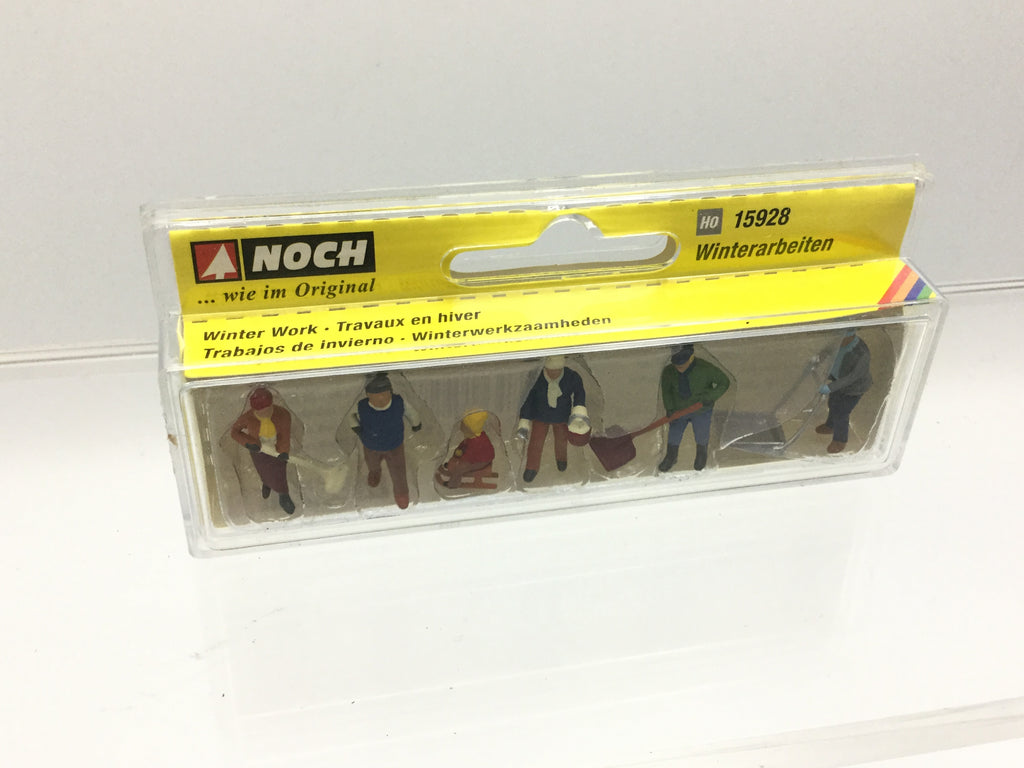 NOCH
... wie im Original
HO 15928
Winterarbeiten
Winter Work · Travaux en hiver
Trabajos de invierno · Winterwerkzaamheden